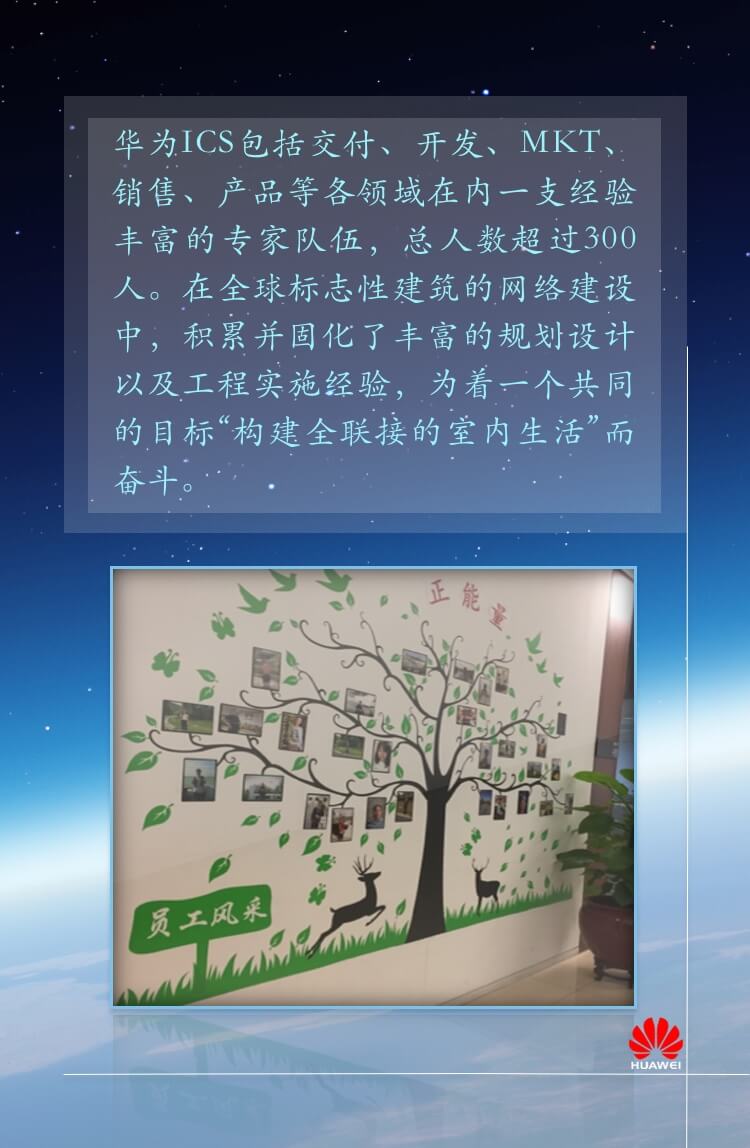 华为ICS包括交付、开发、MKT、
销售、产品等各领域在内一支经验
丰富的专家队伍，总人数超过300
人。在全球标志性建筑的网络建设
中，积累并固化了丰富的规划设计
以及工程实施经验，为着一个共同
的目标“构建全联接的室内生活”而
奋斗。
正能量
员工风采
HUAWEI